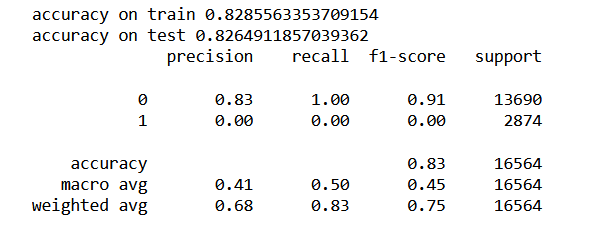 accuracy on train 0.8285563353709154
accuracy on test 0.8264911857039362
precision recall f1-score support
0 0.83 1.00 0.91 13690
1 0.00 0.00 0.00 2874
accuracy 0.83 16564
macro avg 0.41 0.50 0.45 16564
weighted avg 0.68 0.83 0.75 16564